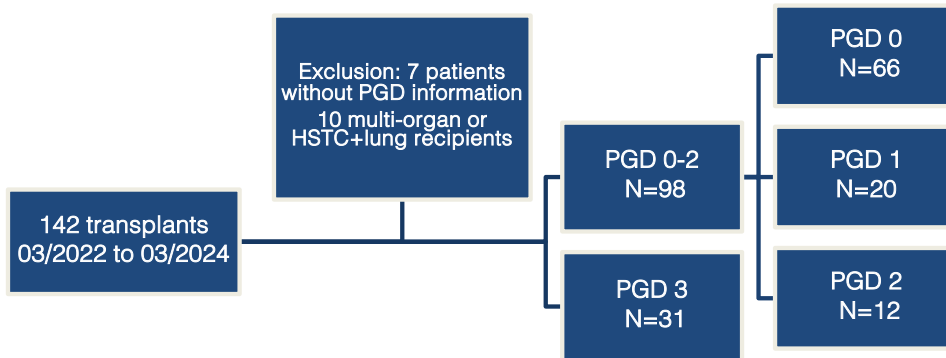 142 transplants
03/2022 to 03/2024
Exclusion: 7 patients
without PGD information
10 multi-organ or
HSTC+lung recipients
PGD 0-2
N=98
PGD 3
N=31
PGD 0
N=66
PGD 1
N=20
PGD 2
N=12